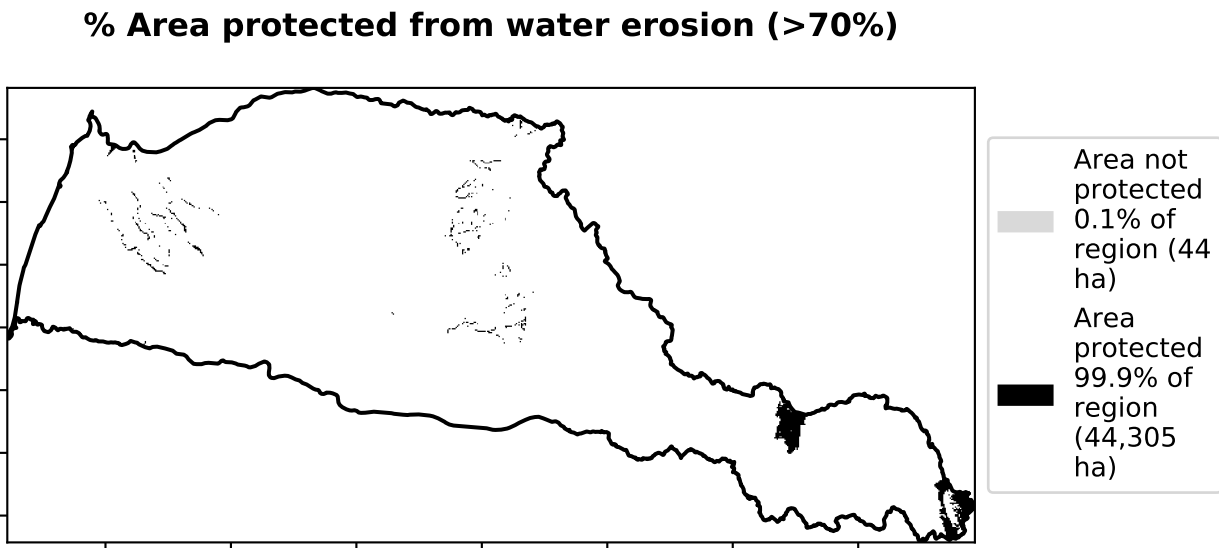 % Area protected from water erosion (>70%)
Area not
protected
0.1% of
region (44
ha)
Area
protected
99.9% of
region
(44,305
ha)